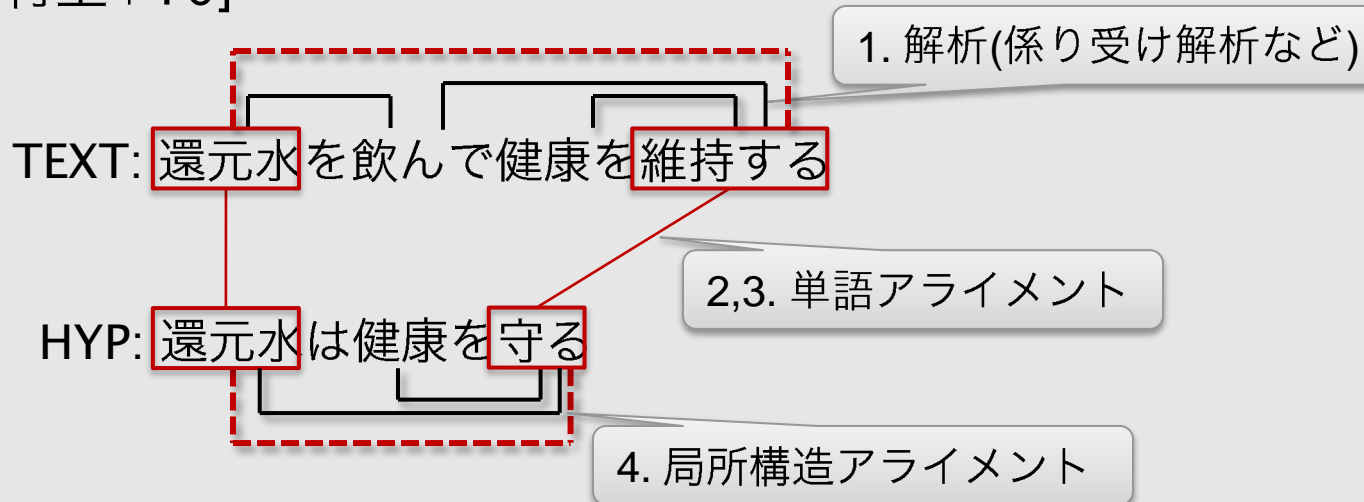 1. 解析(係り受け解析など)
TEXT: 還元水を飲んで健康を維持する
2,3. 単語アライメント
HYP: 還元水は健康を守る
4. 局所構造アライメント